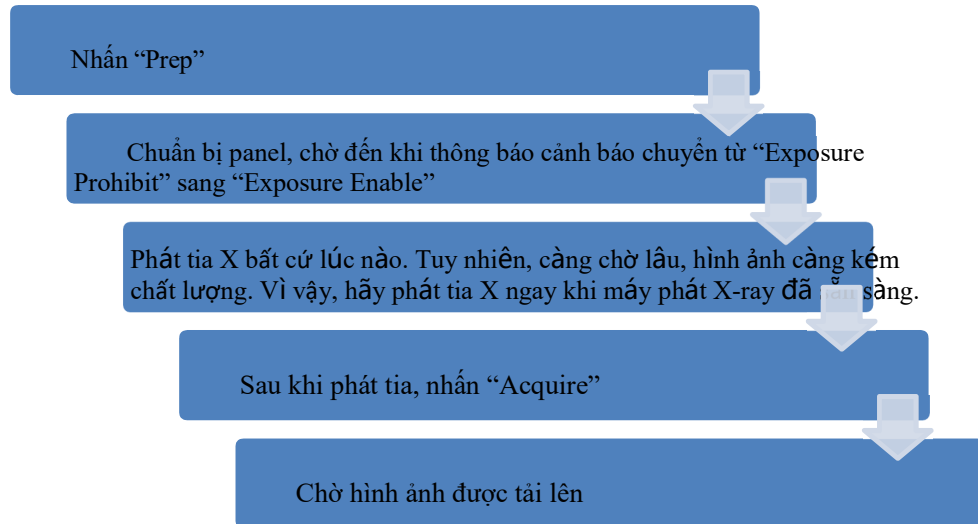 Nhấn “Prep”
Chuẩn bị panel, chờ đến khi thông báo cảnh báo chuyển từ “Exposure
Prohibit” sang “Exposure Enable”
Phát tia X bất cứ lúc nào. Tuy nhiên, càng chờ lâu, hình ảnh càng kém
chất lượng. Vì vậy, hãy phát tia X ngay khi máy phát X-ray đã sẵn sàng.
Sau khi phát tia, nhấn “Acquire”
Chờ hình ảnh được tải lên